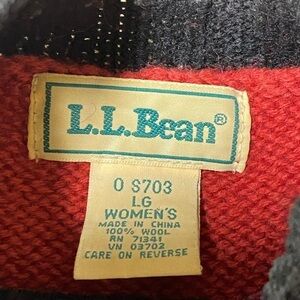 L.L.Bean®
0 S703
LG
WOMEN'S
MADE IN CHINA
100% WOOL
RN 71341
VN 03702
CARE ON REVERSE